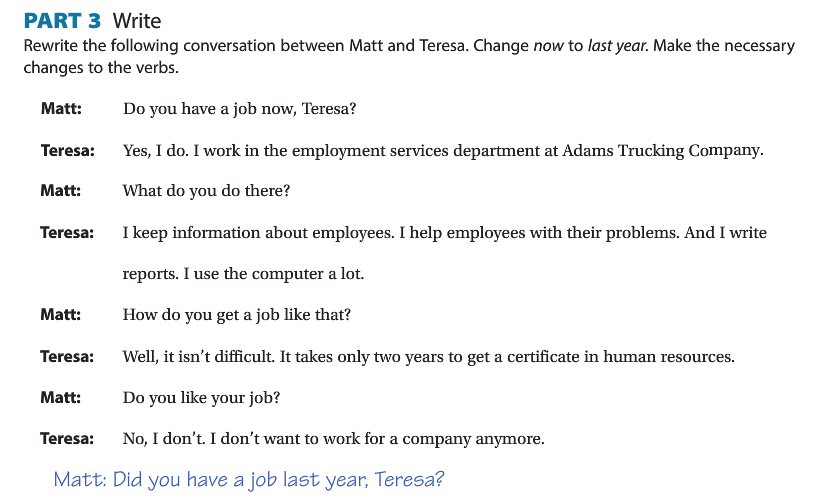 PART 3 Write
Rewrite the following conversation between Matt and Teresa. Change now to last year. Make the necessary
changes to the verbs.
Matt: Do you have a job now, Teresa?
Teresa: Yes, I do. I work in the employment services department at Adams Trucking Company.
Matt: What do you do there?
Teresa: I keep information about employees. I help employees with their problems. And I write
reports. I use the computer a lot.
Matt: How do you get a job like that?
Teresa: Well, it isn't difficult. It takes only two years to get a certificate in human resources.
Matt: Do you like your job?
Teresa: No, I don't. I don't want to work for a company anymore.
Matt: Did you have a job last year, Teresa?